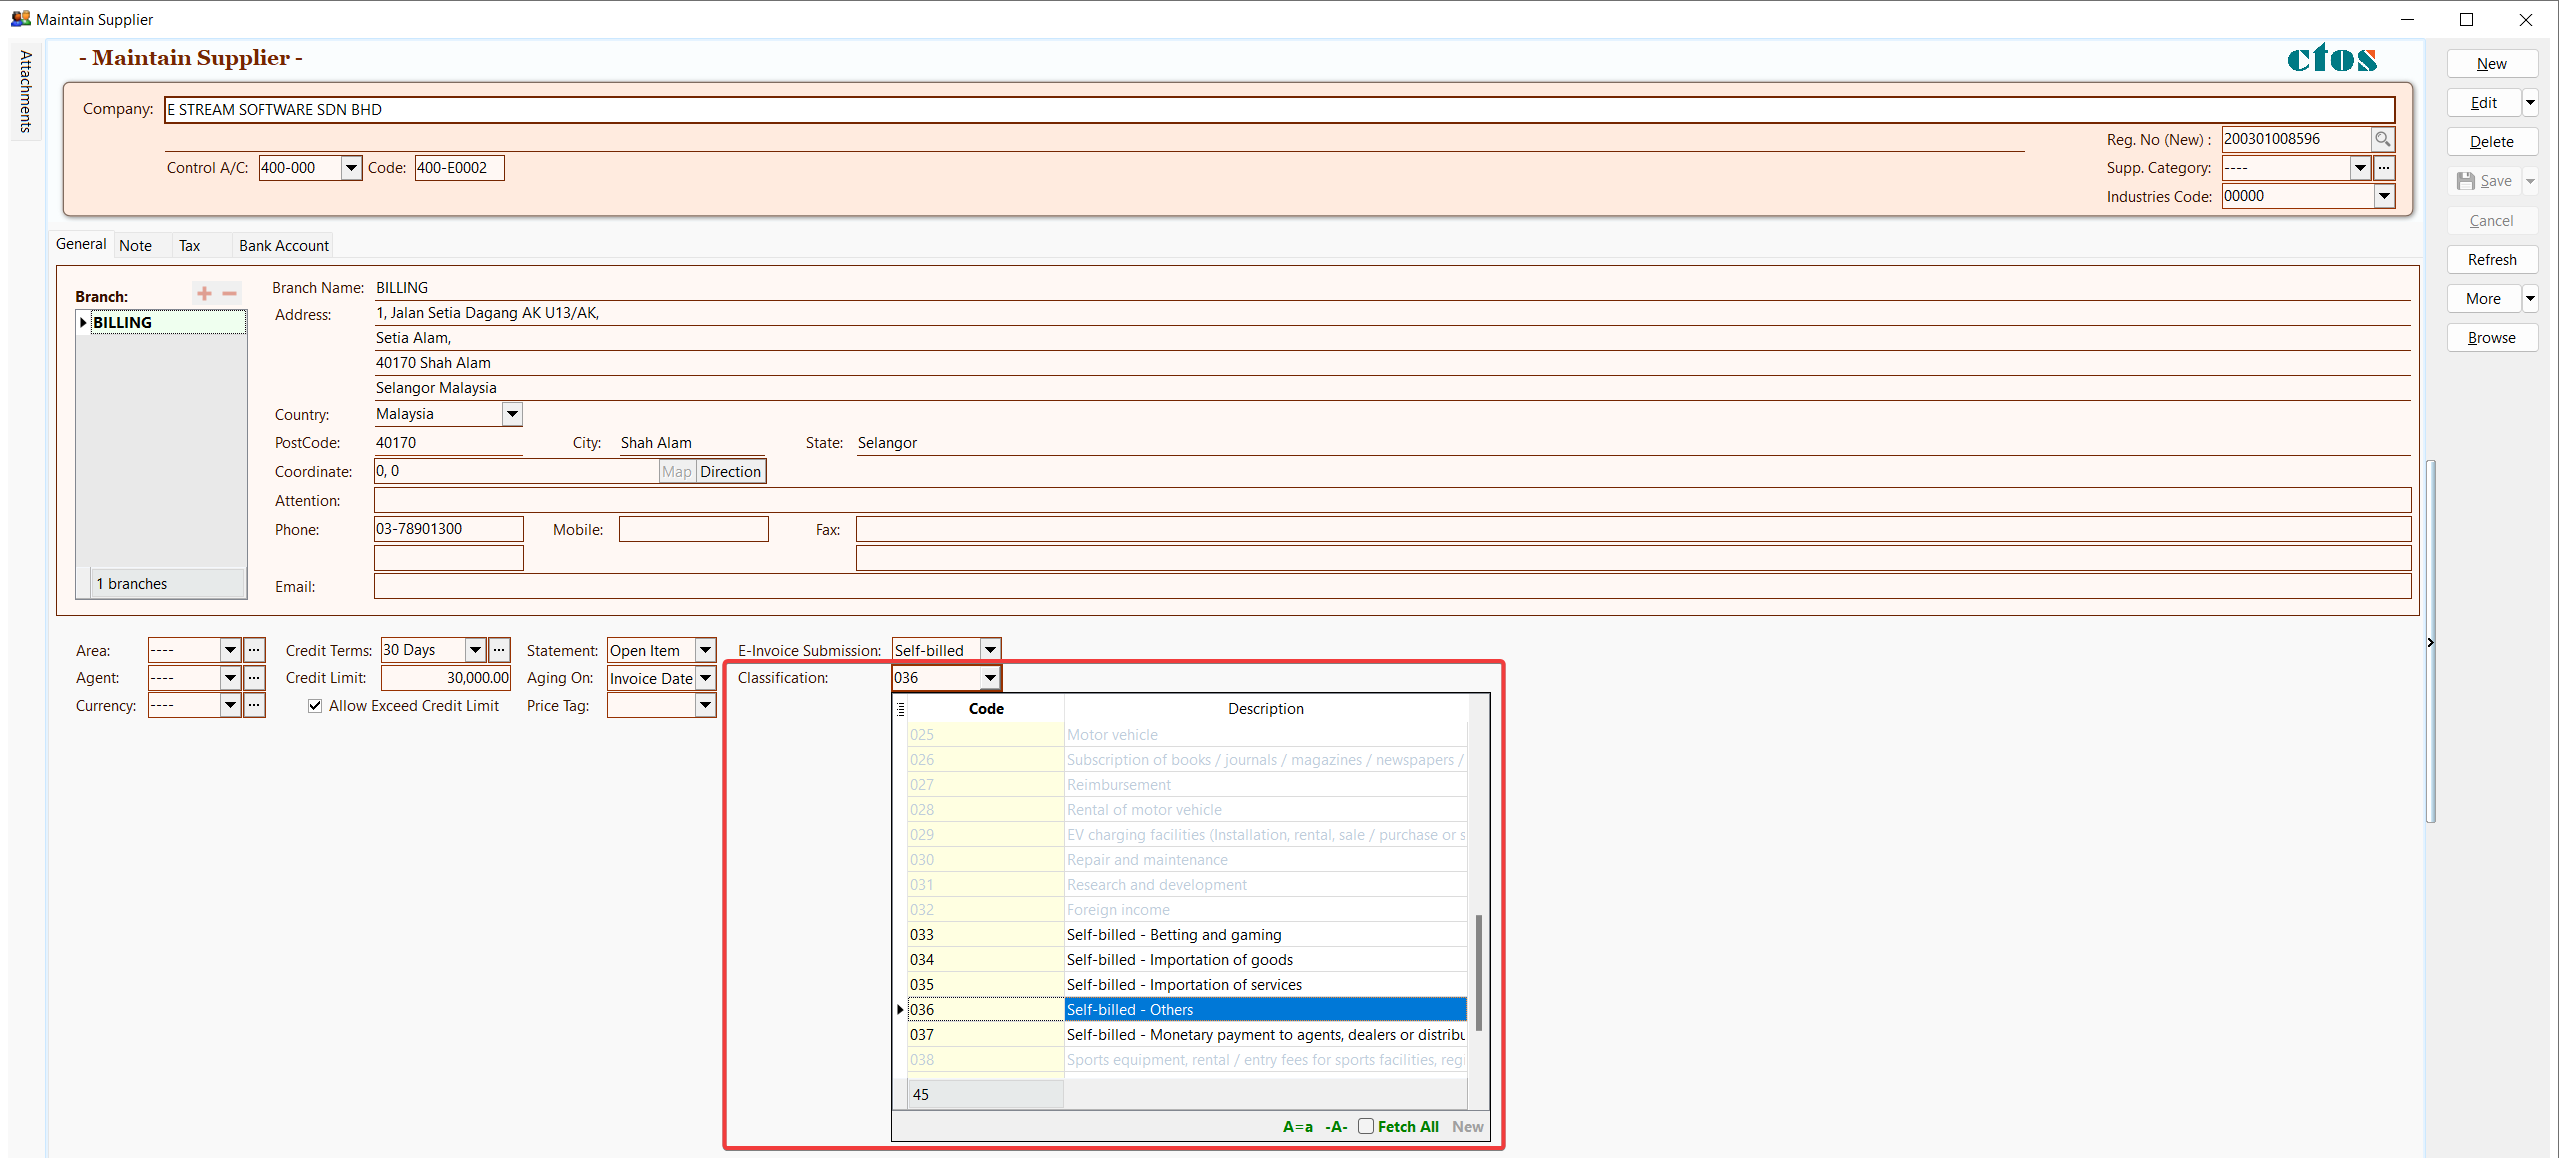 Maintain Supplier
Attachments
- Maintain Supplier -
ctos
Company: E STREAM SOFTWARE SDN BHD
Reg. No (New) : 200301008596
Control A/C: 400-000 Code: 400-E0002
Supp. Category: ---- ...
Industries Code: 00000
New
Edit
Delete
Save
Cancel
Refresh
More
Browse
General Note Tax Bank Account
Branch: + −
BILLING
1 branches
Branch Name: BILLING
Address: 1, Jalan Setia Dagang AK U13/AK,
Setia Alam,
40170 Shah Alam
Selangor Malaysia
Country: Malaysia
PostCode: 40170 City: Shah Alam State: Selangor
Coordinate: 0, 0 Map Direction
Attention:
Phone: 03-78901300 Mobile: Fax:
Email:
Area: ---- ... Credit Terms: 30 Days ... Statement: Open Item E-Invoice Submission: Self-billed
Agent: ---- ... Credit Limit: 30,000.00 Aging On: Invoice Date Classification: 036
Currency: ---- ... Allow Exceed Credit Limit Price Tag:
Code Description
025 Motor vehicle
026 Subscription of books / journals / magazines / newspapers /
027 Reimbursement
028 Rental of motor vehicle
029 EV charging facilities (Installation, rental, sale / purchase or s
030 Repair and maintenance
031 Research and development
032 Foreign income
033 Self-billed - Betting and gaming
034 Self-billed - Importation of goods
035 Self-billed - Importation of services
036 Self-billed - Others
037 Self-billed - Monetary payment to agents, dealers or distribu
038 Sports equipment, rental / entry fees for sports facilities, regi
45
A=a -A- Fetch All New